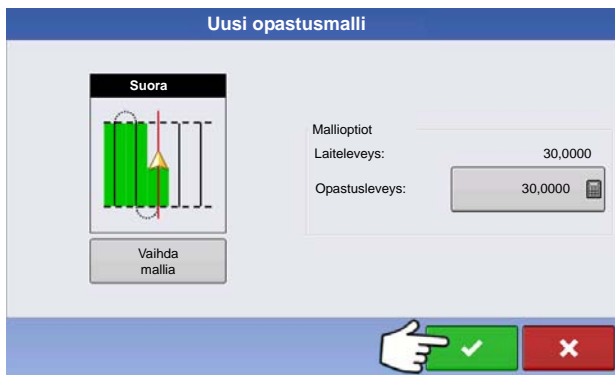 Uusi opastusmalli
Suora
Vaihda
mallia
Mallioptiot
Laiteleveys: 30,0000
Opastusleveys: 30,0000